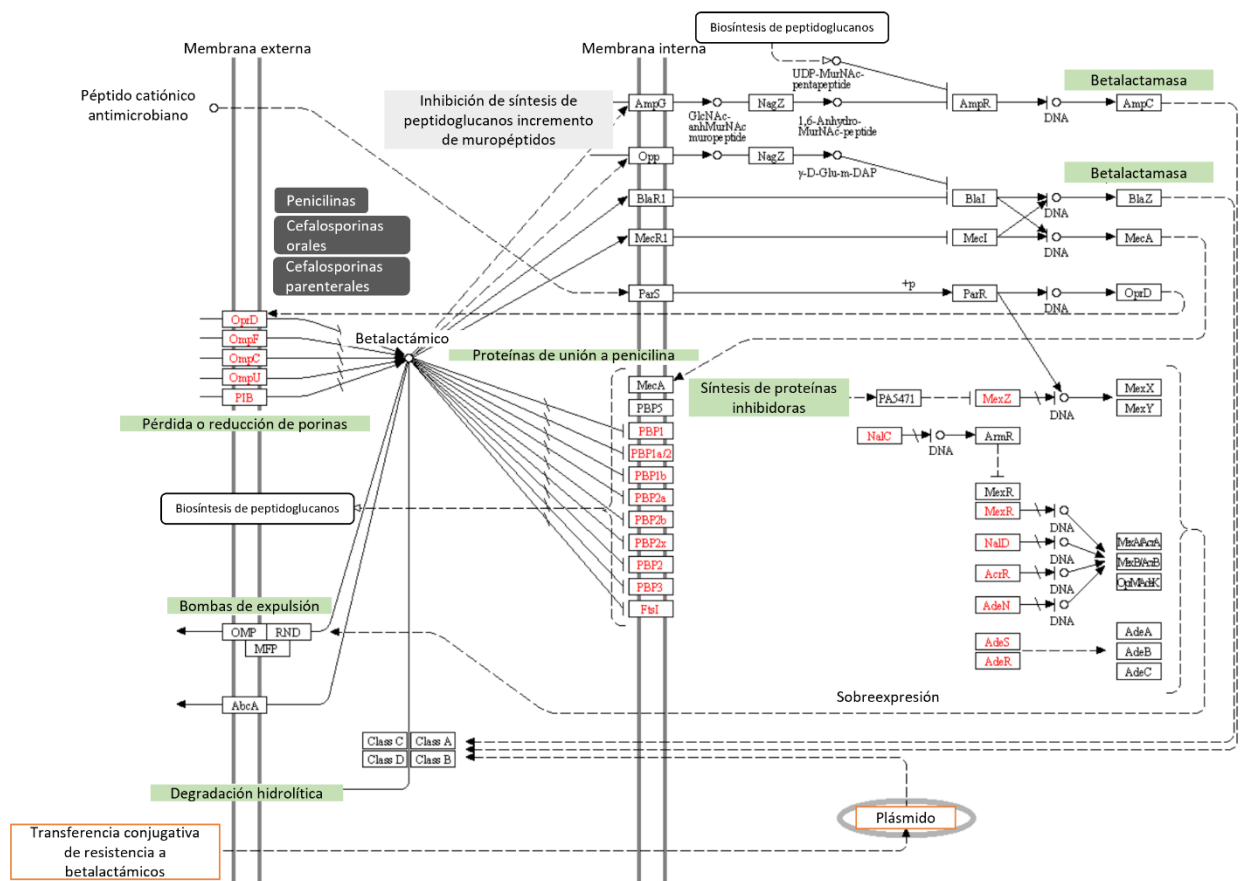 Biosíntesis de peptidoglucanos
Membrana externa
Membrana interna
UDP-MurNAc-
pentapeptide
Péptido catiónico
antimicrobiano
Inhibición de síntesis de
peptidoglucanos incremento
de muropéptidos
AmpG
GlcNAc-
anhMurNAc
muropeptide
NagZ
1,6-Anhydro-
MurNAc-peptide
AmpR
DNA
Betalactamasa
AmpC
Opp
NagZ
γ-D-Glu-m-DAP
Betalactamasa
Penicilinas
Cefalosporinas
orales
Cefalosporinas
parenterales
BlaR1
BlaI
DNA
BlaZ
MecR1
MecI
DNA
MecA
ParS
+p
ParR
DNA
OprD
OprD
OmpF
OmpC
OmpU
PIB
Betalactámico
Pérdida o reducción de porinas
Proteínas de unión a penicilina
MecA
PBP5
PBP1
PBP1a/2
PBP1b
PBP2a
PBP2b
PBP2x
PBP2
PBP3
FtsI
Síntesis de proteínas
inhibidoras
PA5471
MexZ
DNA
MexX
MexY
NalC
DNA
ArmR
MexR
MexR
DNA
NalD
DNA
AcrR
DNA
AdeN
DNA
MexA/AcrA
MexB/AcrB
OprM/AdeK
AdeS
AdeR
AdeA
AdeB
AdeC
Biosíntesis de peptidoglucanos
Bombas de expulsión
OMP
RND
MFP
AbcA
Sobreexpresión
Class C
Class A
Class D
Class B
Degradación hidrolítica
Plásmido
Transferencia conjugativa
de resistencia a
betalactámicos